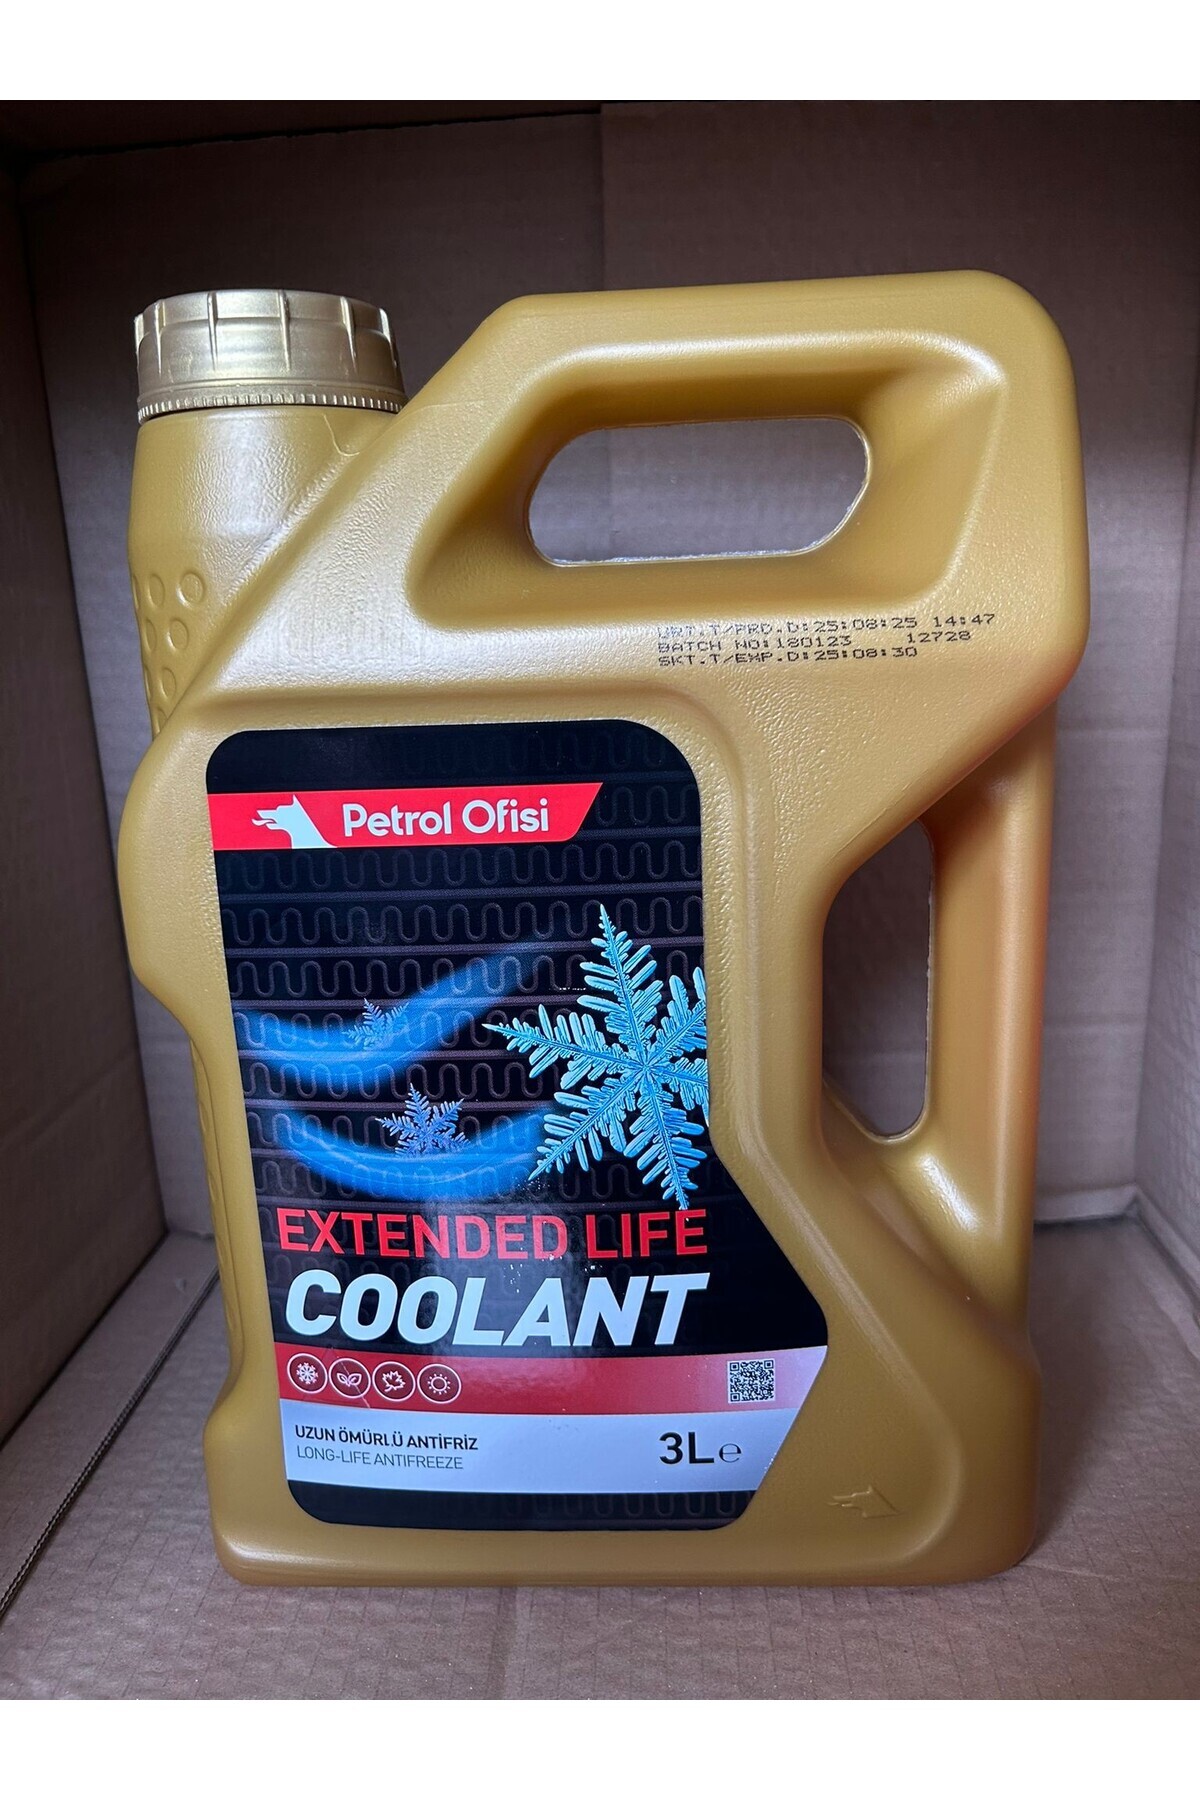 ÜRT.T/PRD.D:25:08:25 14:47
BATCH NO:180123 12728
SKT.T/EXP.D:25:08:30
Petrol Ofisi
EXTENDED LIFE
COOLANT
UZUN ÖMÜRLÜ ANTİFRİZ
LONG-LIFE ANTIFREEZE
3L℮